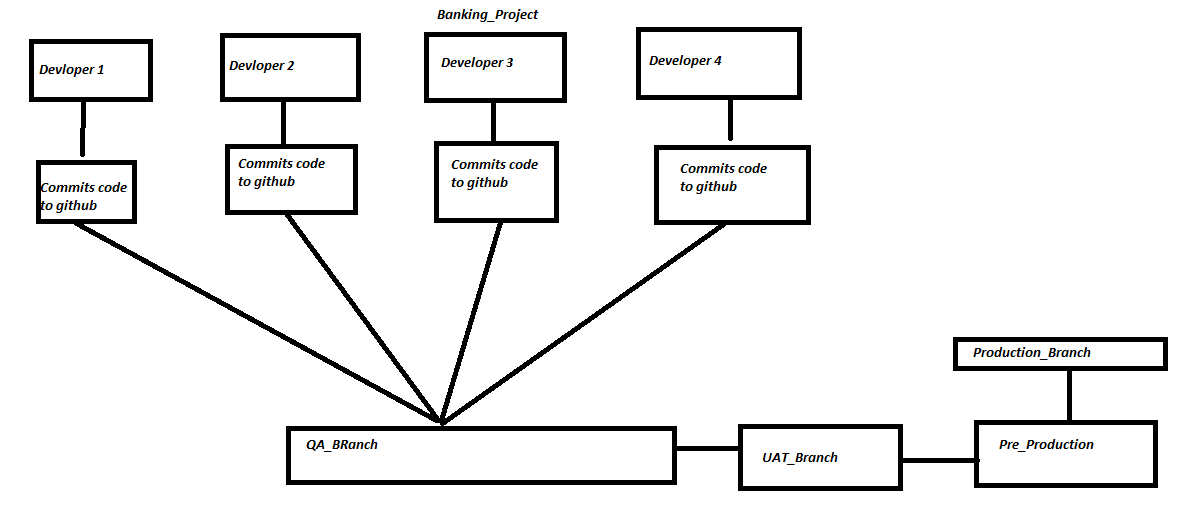 Banking_Project
Devloper 1
Devloper 2
Developer 3
Developer 4
Commits code
to github
Commits code
to github
Commits code
to github
Commits code
to github
Production_Branch
QA_BRanch
UAT_Branch
Pre_Production